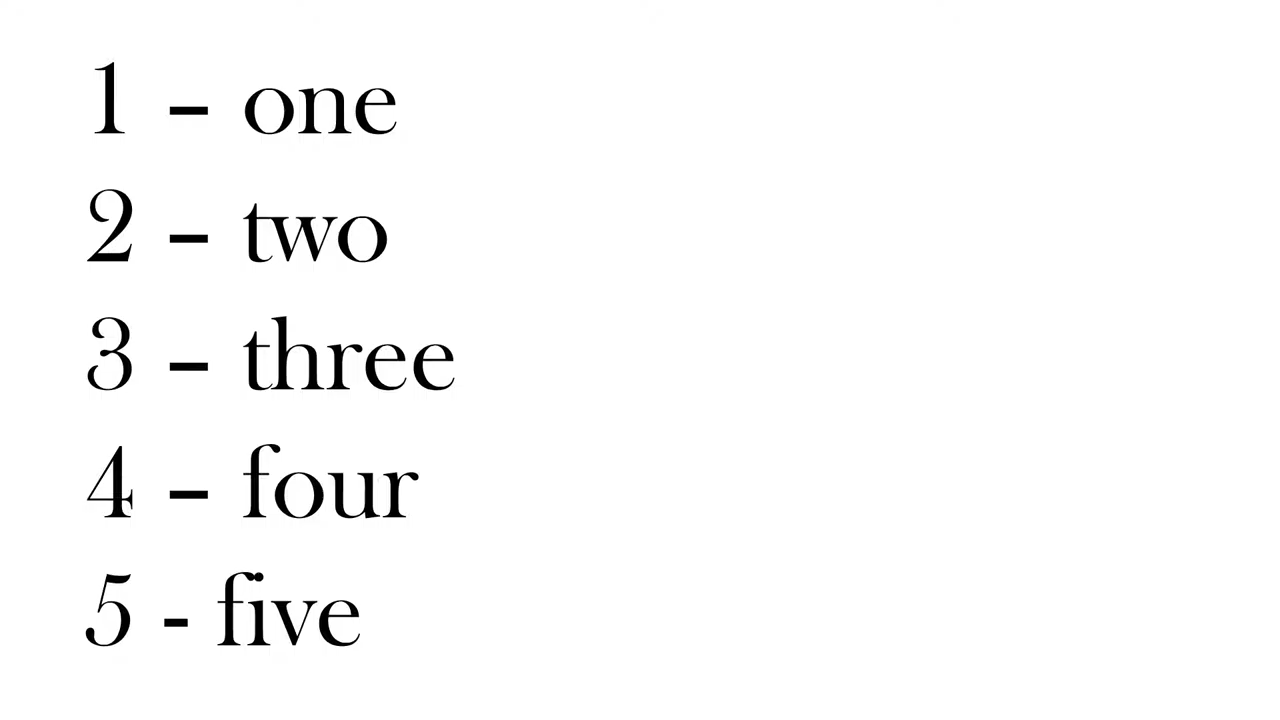 1 – one
2 – two
3 – three
4 – four
5 - five